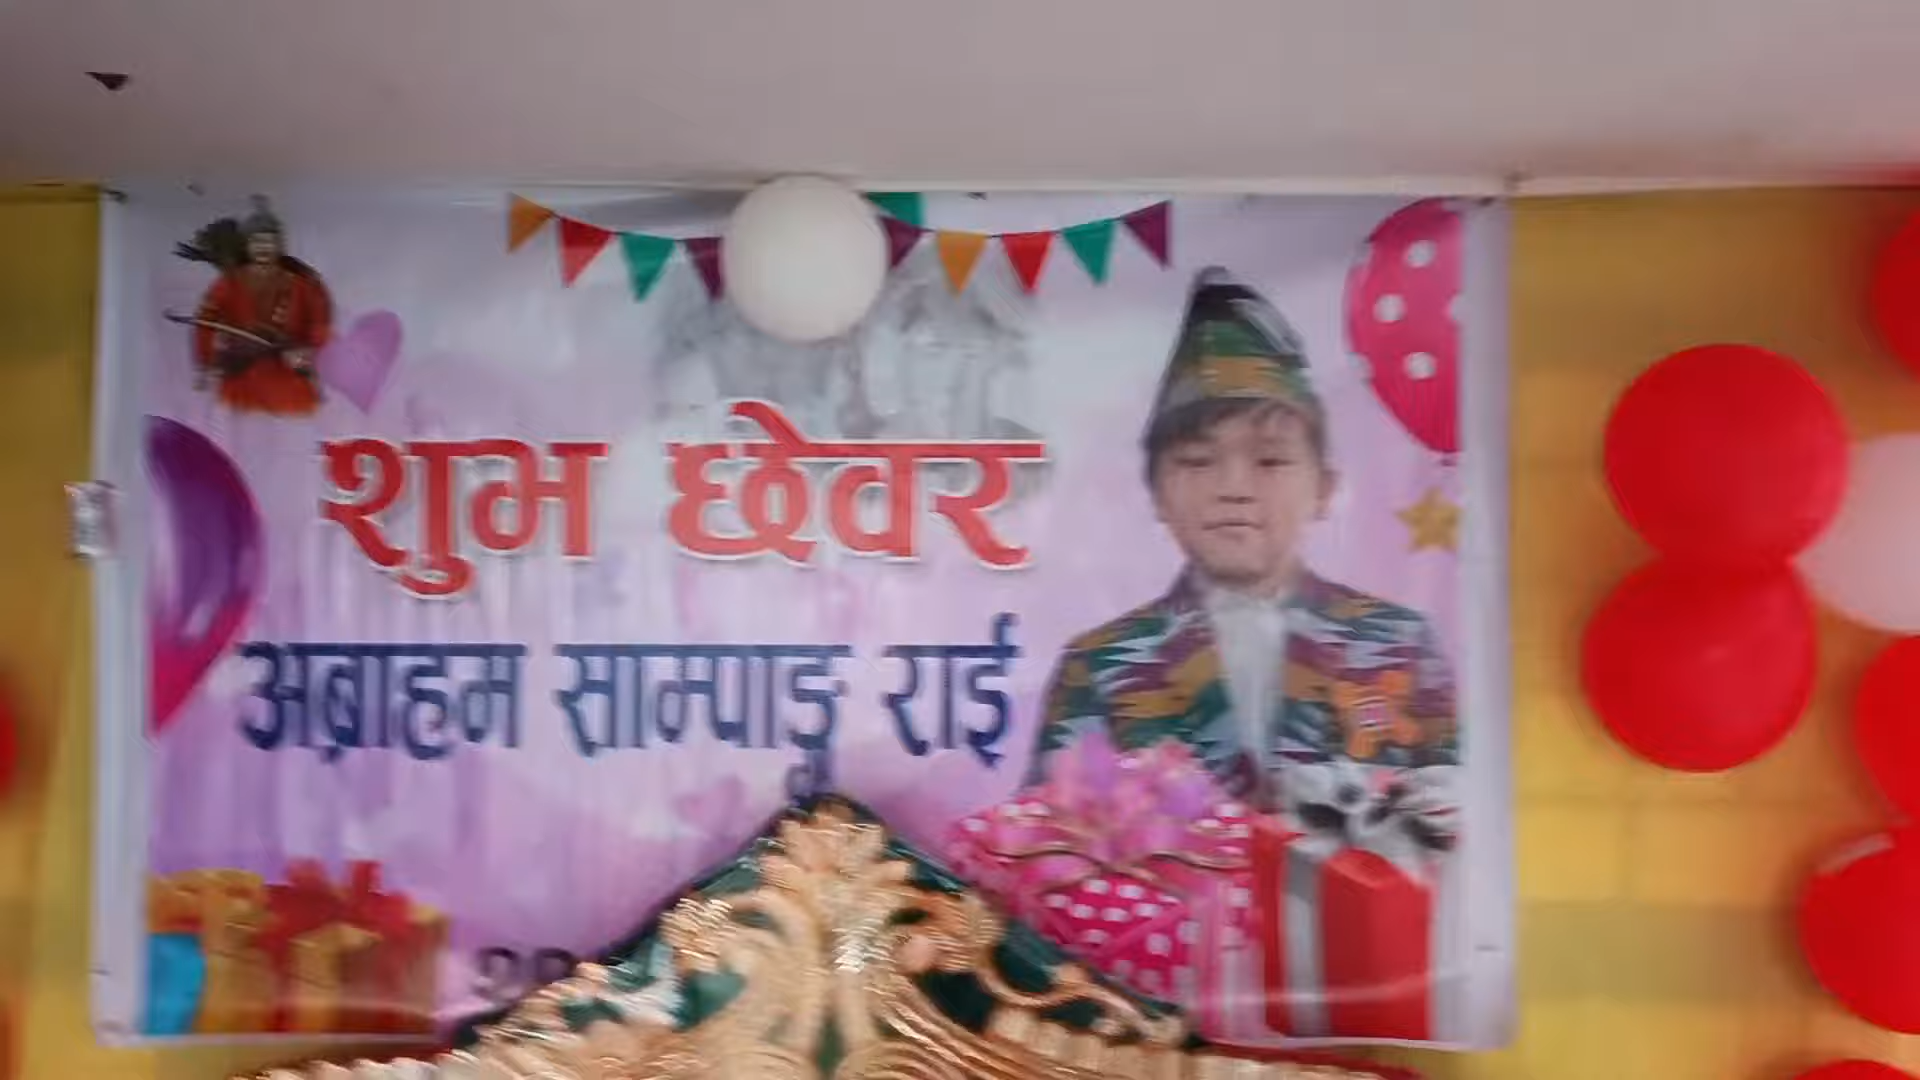 शुभ छेवर
अब्राहम साम्पाङ राई